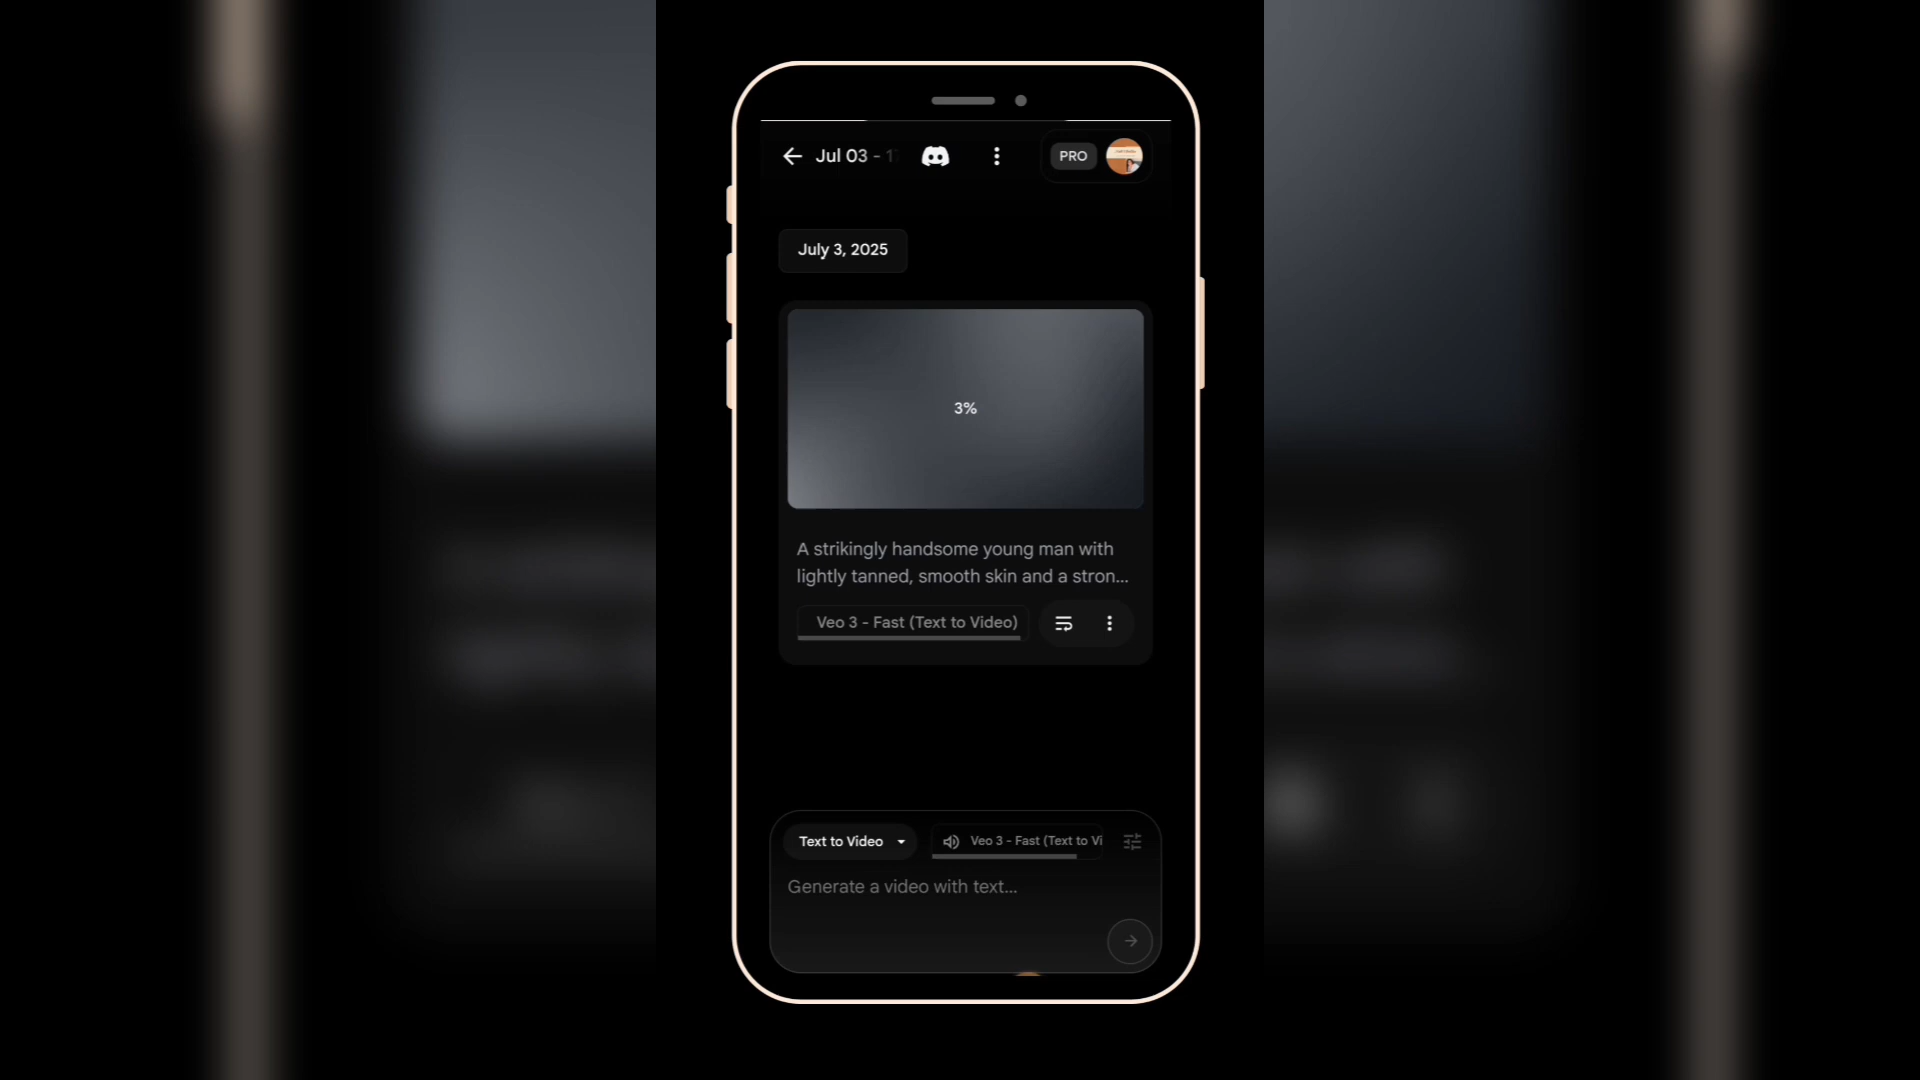 Jul 03 - 1
PRO
July 3, 2025
3%
A strikingly handsome young man with
lightly tanned, smooth skin and a stron...
Veo 3 - Fast (Text to Video)
Text to Video
Veo 3 - Fast (Text to Vi
Generate a video with text...